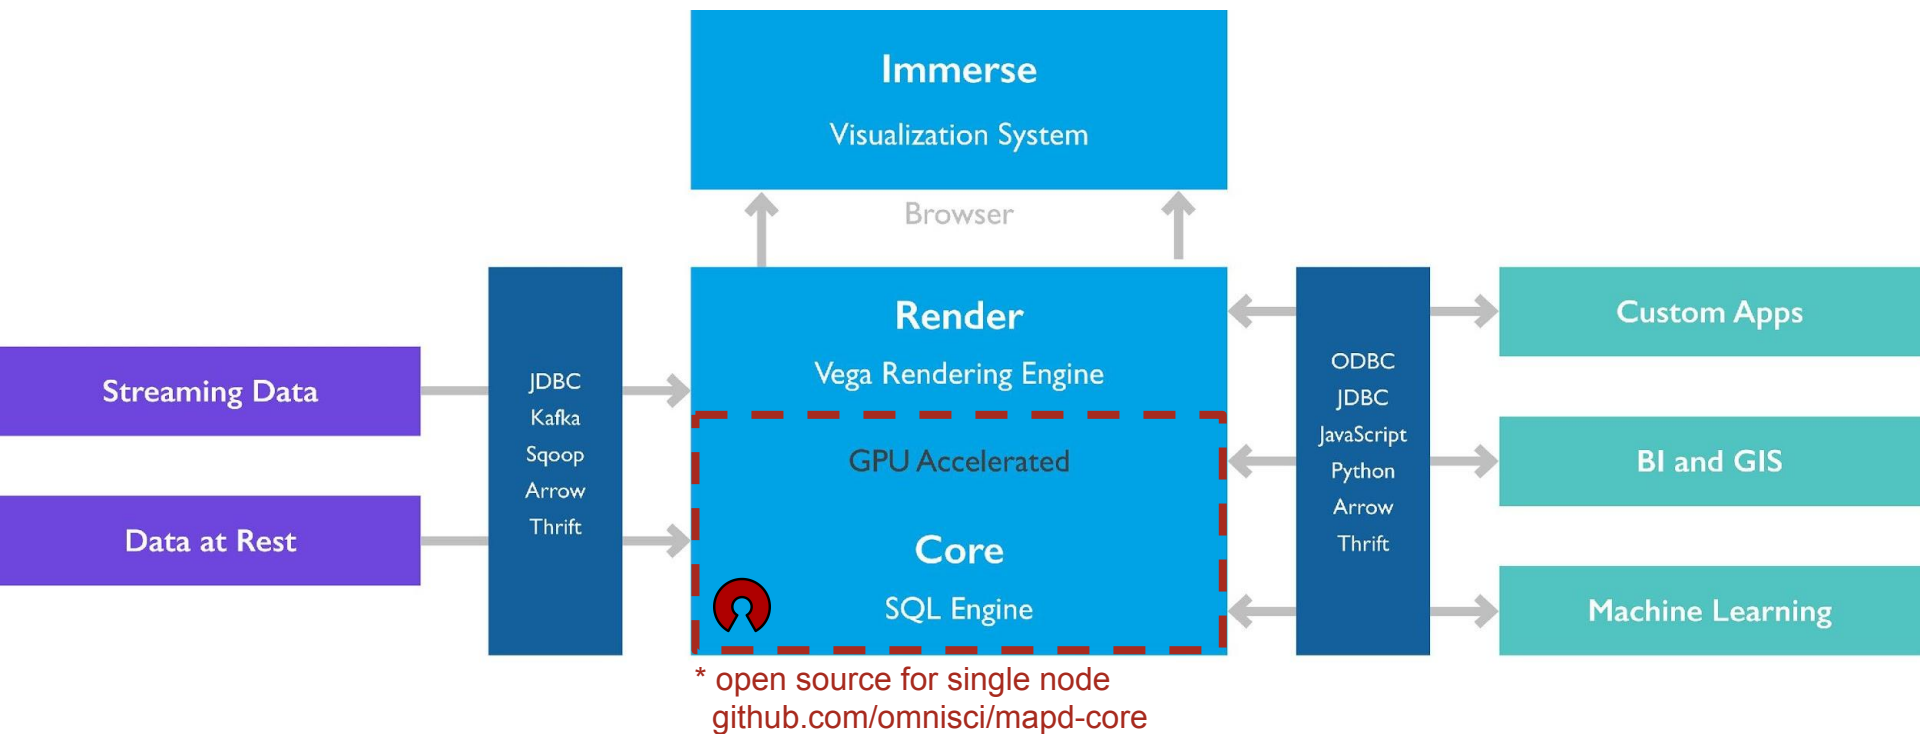 Immerse
Visualization System
Browser
Streaming Data
Data at Rest
JDBC
Kafka
Sqoop
Arrow
Thrift
Render
Vega Rendering Engine
GPU Accelerated
Core
SQL Engine
* open source for single node
github.com/omnisci/mapd-core
ODBC
JDBC
JavaScript
Python
Arrow
Thrift
Custom Apps
BI and GIS
Machine Learning